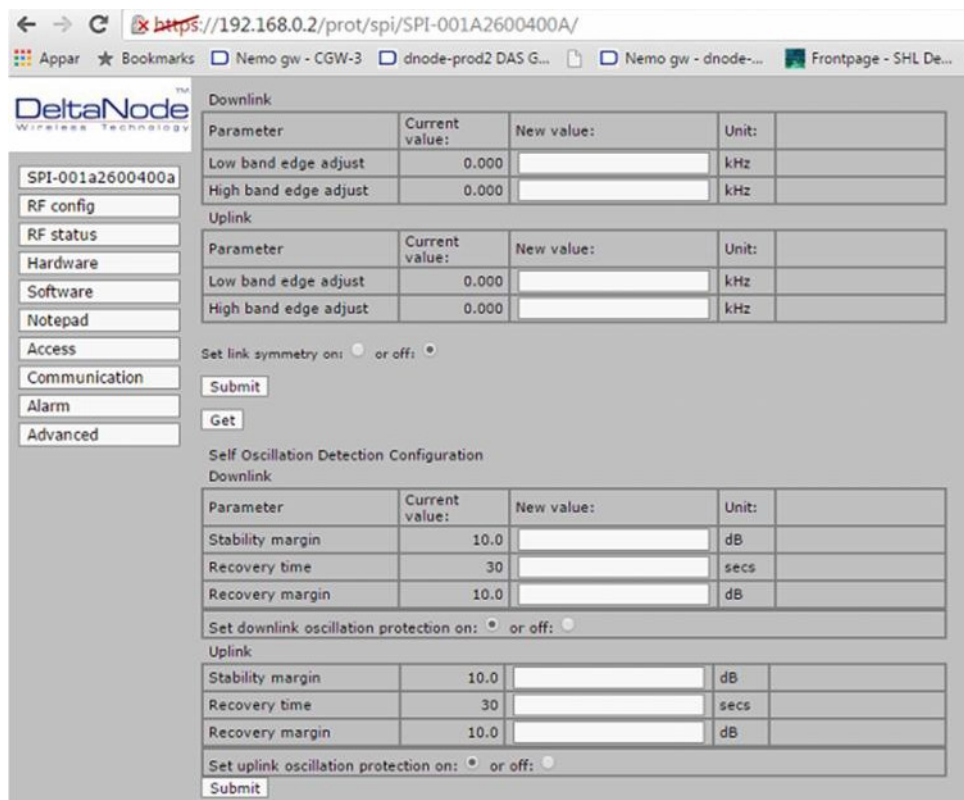 https://192.168.0.2/prot/spi/SPI-001A2600400A/
Appar Bookmarks Nemo gw - CGW-3 dnode-prod2 DAS G... Nemo gw - dnode-... Frontpage - SHL De...
DeltaNode TM
Wireless Technology
SPI-001a2600400a
RF config
RF status
Hardware
Software
Notepad
Access
Communication
Alarm
Advanced
Downlink
Parameter Current value: New value: Unit:
Low band edge adjust 0.000 kHz
High band edge adjust 0.000 kHz
Uplink
Parameter Current value: New value: Unit:
Low band edge adjust 0.000 kHz
High band edge adjust 0.000 kHz
Set link symmetry on: or off:
Submit
Get
Self Oscillation Detection Configuration
Downlink
Parameter Current value: New value: Unit:
Stability margin 10.0 dB
Recovery time 30 secs
Recovery margin 10.0 dB
Set downlink oscillation protection on: or off:
Uplink
Stability margin 10.0 dB
Recovery time 30 secs
Recovery margin 10.0 dB
Set uplink oscillation protection on: or off:
Submit